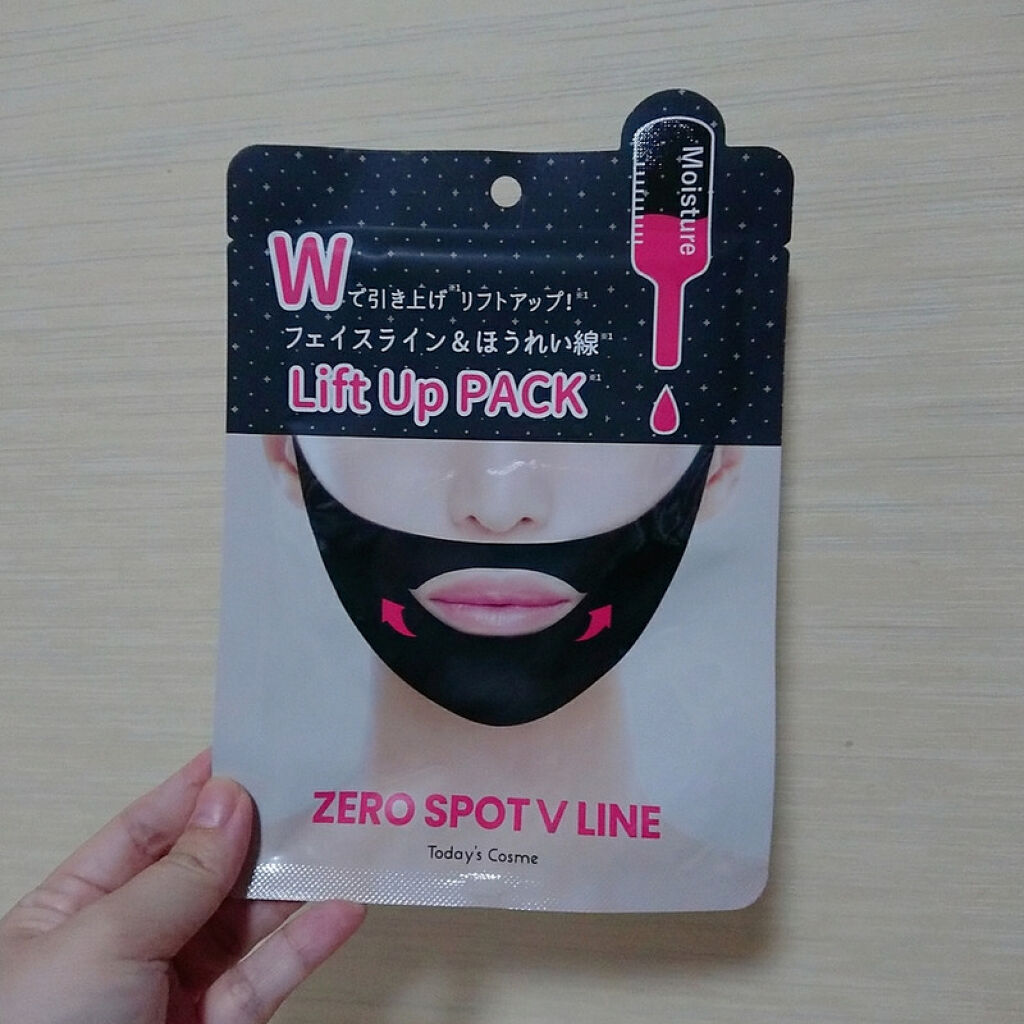 Moisture
Wで引き上げ※1リフトアップ!※1
フェイスライン&ほうれい線※1
Lift Up PACK※1
ZERO SPOT V LINE
Today's Cosme